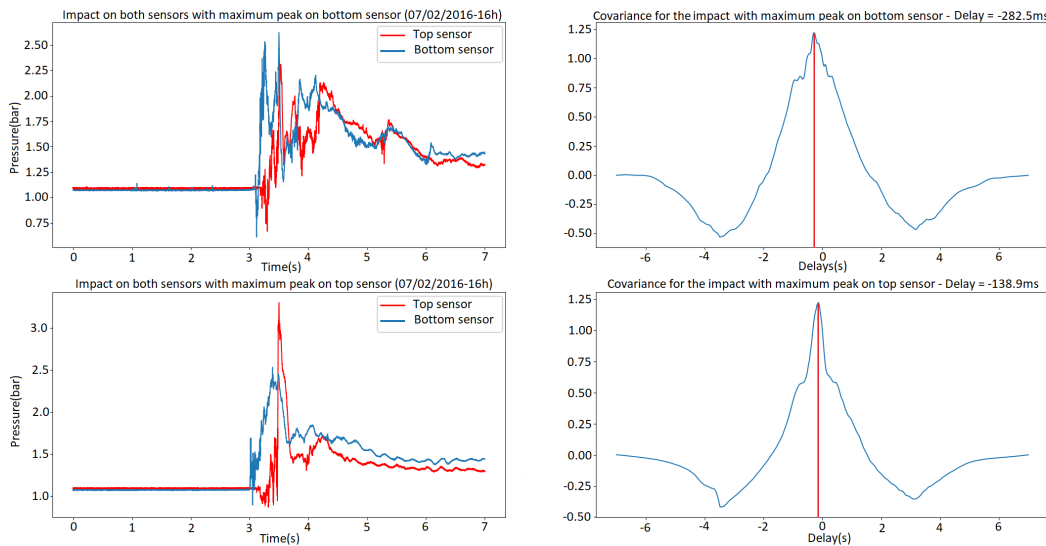 Impact on both sensors with maximum peak on bottom sensor (07/02/2016-16h)
Pressure(bar)
2.50
2.25
2.00
1.75
1.50
1.25
1.00
0.75
Top sensor
Bottom sensor
0 1 2 3 4 5 6 7
Time(s)
Covariance for the impact with maximum peak on bottom sensor - Delay = -282.5ms
1.25
1.00
0.75
0.50
0.25
0.00
-0.25
-0.50
-6 -4 -2 0 2 4 6
Delays(s)
Impact on both sensors with maximum peak on top sensor (07/02/2016-16h)
Pressure(bar)
3.0
2.5
2.0
1.5
1.0
Top sensor
Bottom sensor
0 1 2 3 4 5 6 7
Time(s)
Covariance for the impact with maximum peak on top sensor - Delay = -138.9ms
1.25
1.00
0.75
0.50
0.25
0.00
-0.25
-0.50
-6 -4 -2 0 2 4 6
Delay(s)